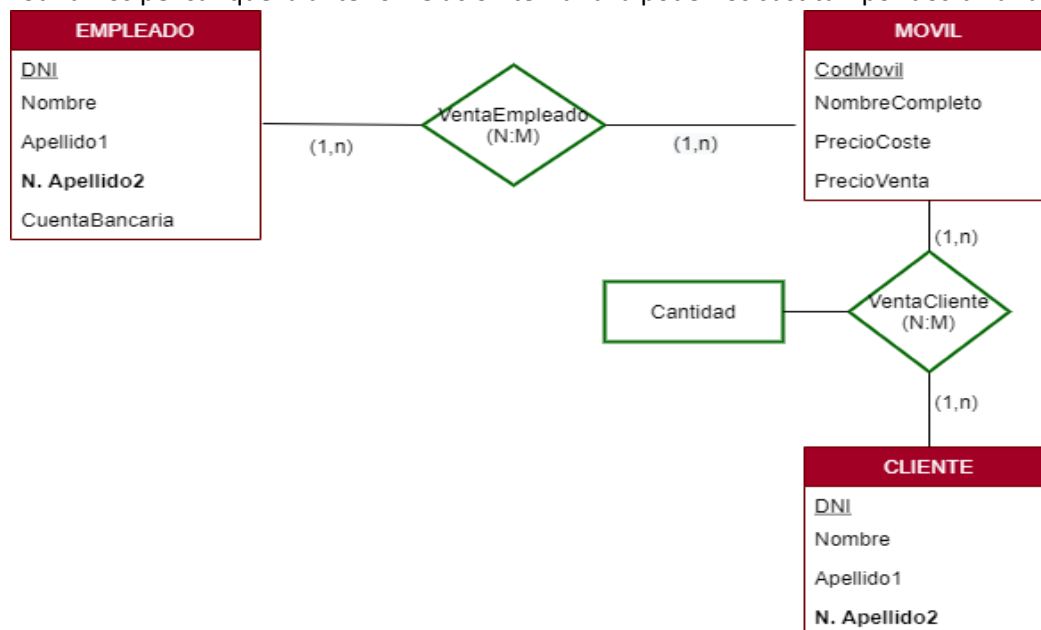 EMPLEADO
DNI
Nombre
Apellido1
N. Apellido2
CuentaBancaria
(1,n)
VentaEmpleado
(N:M)
(1,n)
MOVIL
CodMovil
NombreCompleto
PrecioCoste
PrecioVenta
(1,n)
Cantidad
VentaCliente
(N:M)
(1,n)
CLIENTE
DNI
Nombre
Apellido1
N. Apellido2